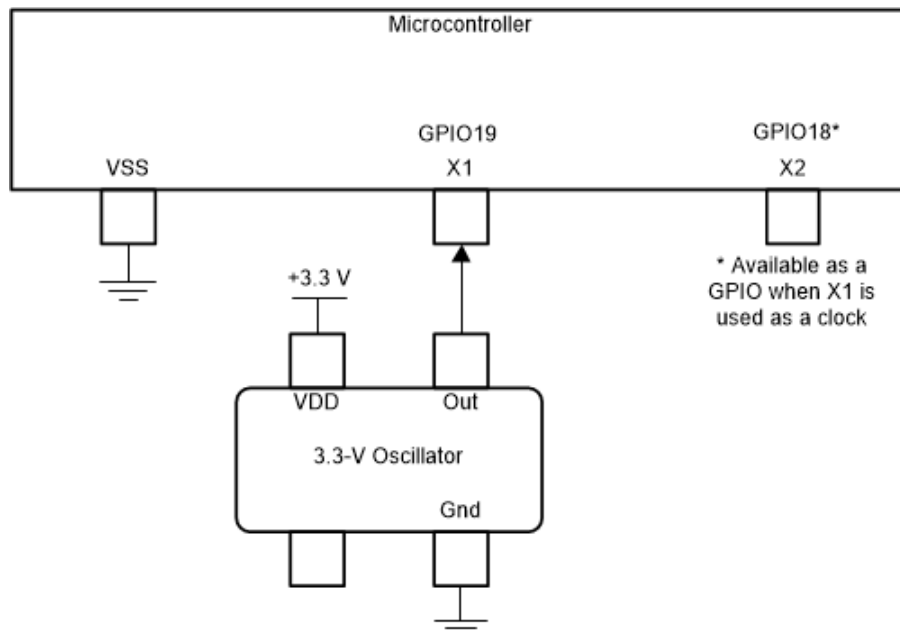 Microcontroller
GPIO19
GPIO18*
VSS
X1
X2
+3.3 V
* Available as a
GPIO when X1 is
used as a clock
VDD
Out
3.3-V Oscillator
Gnd